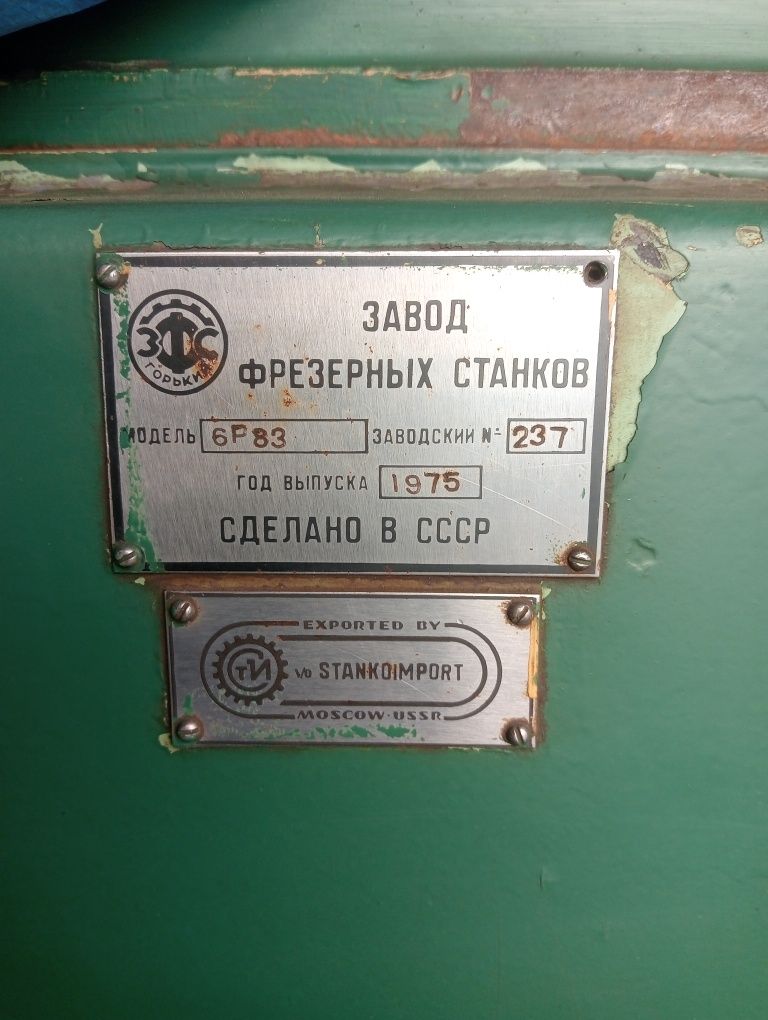 ЗФС
ГОРЬКИЙ
ЗАВОД
ФРЕЗЕРНЫХ СТАНКОВ
МОДЕЛЬ 6Р83 ЗАВОДСКИЙ № 237
ГОД ВЫПУСКА 1975
СДЕЛАНО В СССР
EXPORTED BY
СТИ V/O STANKOIMPORT
MOSCOW·USSR